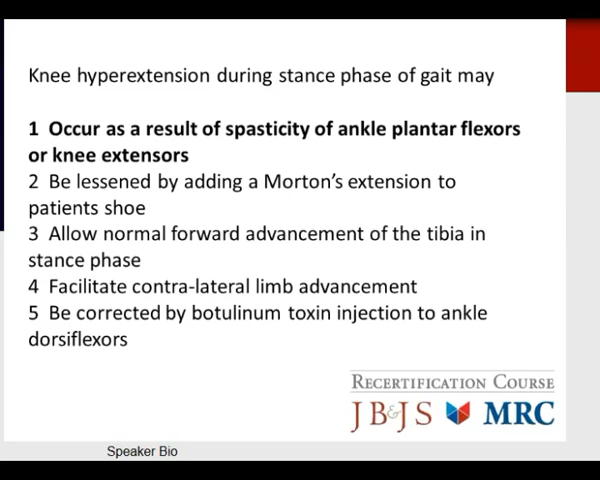 Knee hyperextension during stance phase of gait may
1 Occur as a result of spasticity of ankle plantar flexors
or knee extensors
2 Be lessened by adding a Morton's extension to
patients shoe
3 Allow normal forward advancement of the tibia in
stance phase
4 Facilitate contra-lateral limb advancement
5 Be corrected by botulinum toxin injection to ankle
dorsiflexors
RECERTIFICATION COURSE
JB&JS MRC
Speaker Bio